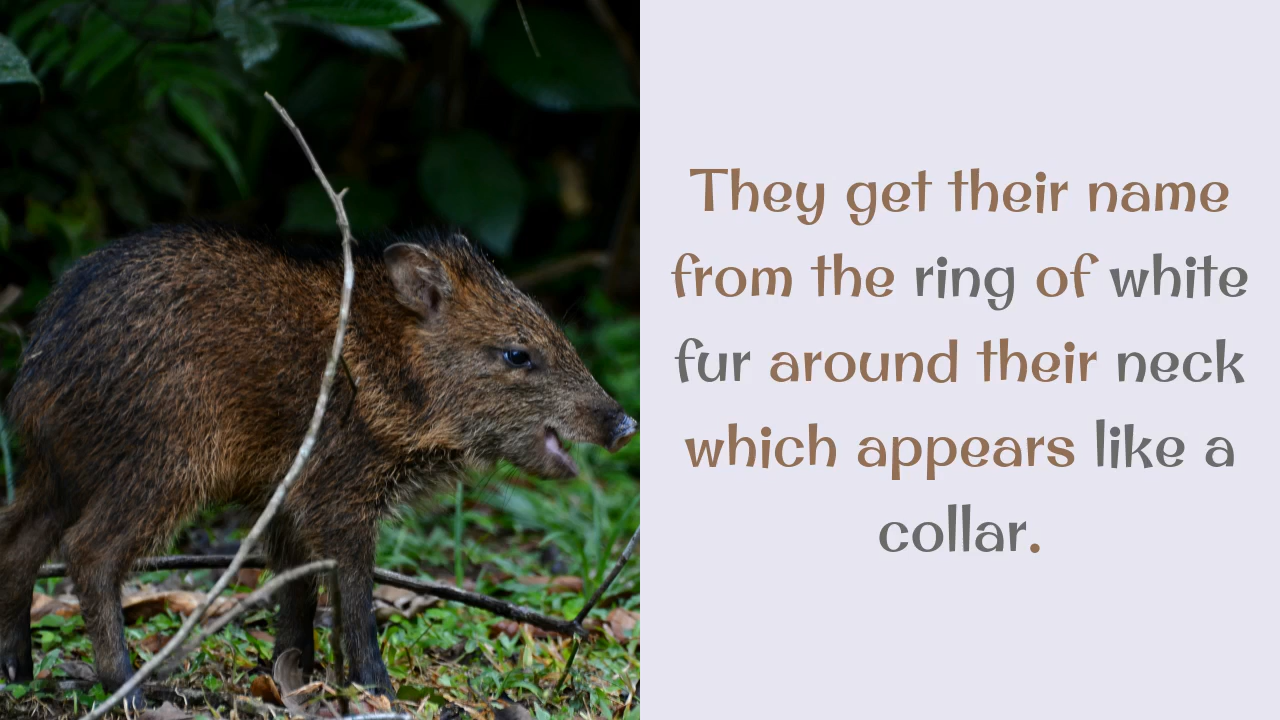 They get their name
from the ring of white
fur around their neck
which appears like a
collar.